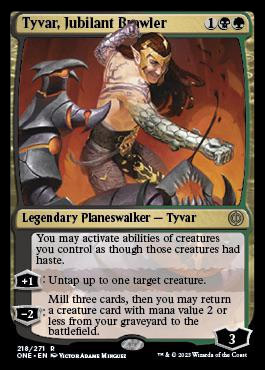 Tyvar, Jubilant Brawler 1
Legendary Planeswalker — Tyvar
You may activate abilities of creatures
you control as though those creatures had
haste.
+1: Untap up to one target creature.
Mill three cards, then you may return
−2: a creature card with mana value 2 or
less from your graveyard to the
battlefield.
3
218/271 R
ONE • EN Victor Adame Minguez
™ & © 2023 Wizards of the Coast